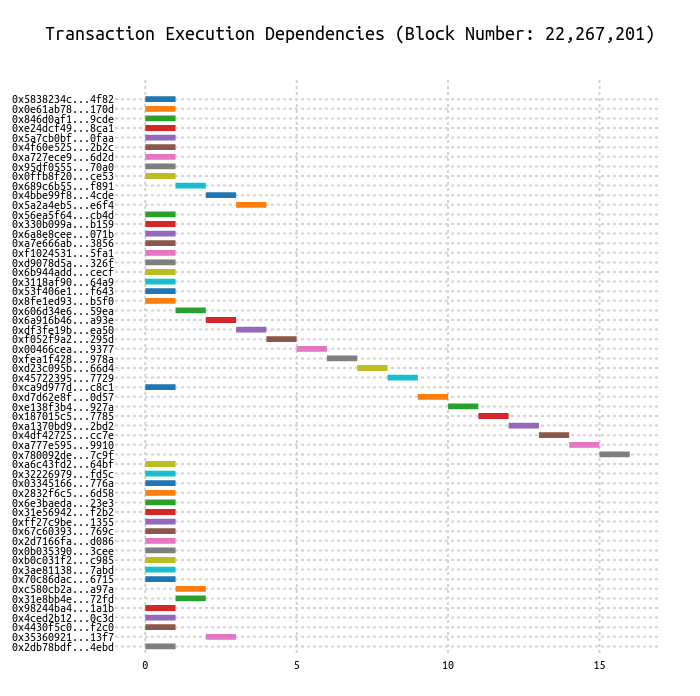 Transaction Execution Dependencies (Block Number: 22,267,201)
0x5838234c...4f82
0x0e61ab78...170d
0x846d0af1...9cde
0xe24dcf49...8ca1
0x5a7cb0bf...0faa
0x4f60e525...2b2c
0xa727ece9...6d2d
0x95df0555...70a0
0x0ffb8f20...ce53
0x689c6b55...f891
0x4bbe99f8...4cde
0x5a2a4eb5...e6f4
0x56ea5f64...cb4d
0x330b099a...b159
0x6a8e8cee...071b
0xa7e666ab...3856
0xf1024531...5fa1
0xd9078d5a...326f
0x6b944add...cecf
0x3118af90...64a9
0x53f406e1...f643
0x8fe1ed93...b5f0
0x606d34e6...59ea
0x6a916b46...a93e
0xdf3fe19b...ea50
0xf052f9a2...295d
0x00466cea...9377
0xfea1f428...978a
0xd23c095b...66d4
0x45722395...7729
0xca9d977d...c8c1
0xd7d62e8f...0d57
0xe138f3b4...927a
0x187015c5...7785
0xa1370bd9...2bd2
0x4df42725...cc7e
0xa777e595...9910
0x780092de...7c9f
0xa6c43fd2...64bf
0x32226979...fd5c
0x03345166...776a
0x2832f6c5...6d58
0x6e3baeda...23e3
0x31e56942...f2b2
0xff27c9be...1355
0x67c60393...769c
0x2d7166fa...d086
0x0b035390...3cee
0xb0c031f2...c985
0x3ae81138...7abd
0x70c86dac...6715
0xc580cb2a...a97a
0x31e8bb4e...72fd
0x98244ba4...1a1b
0x4ced2b12...0c3d
0x4430f5c0...f2c0
0x35360921...13f7
0x2db78bdf...4ebd
0 5 10 15